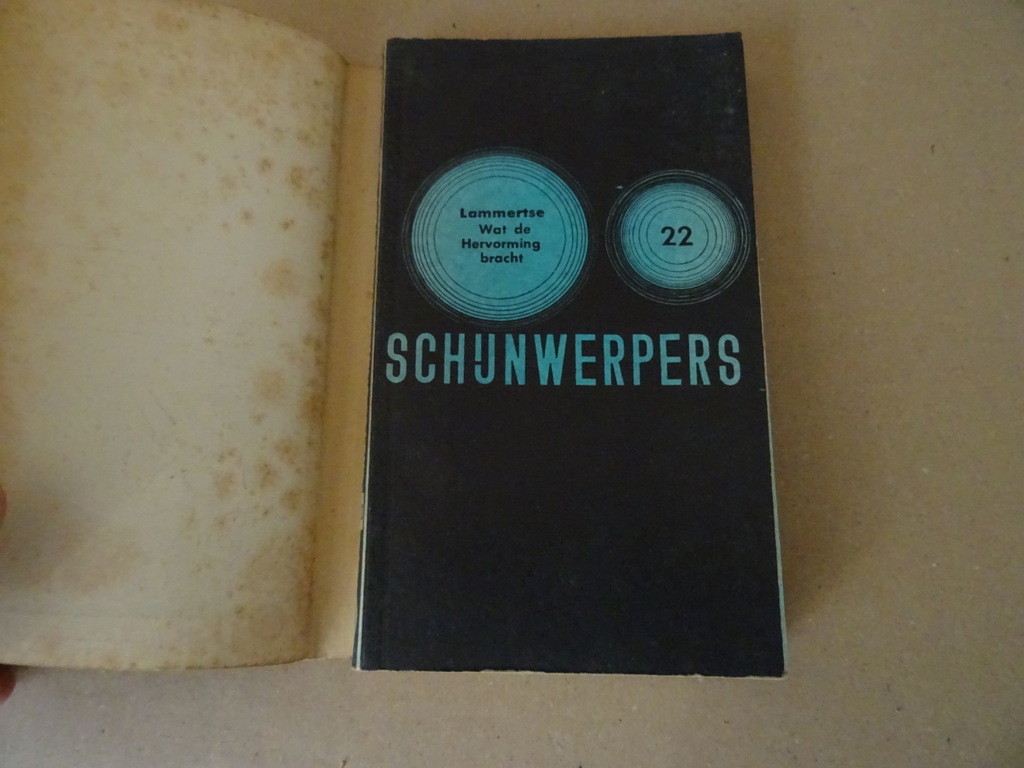 Lammertse
Wat de
Hervorming
bracht
22
SCHIJNWERPERS